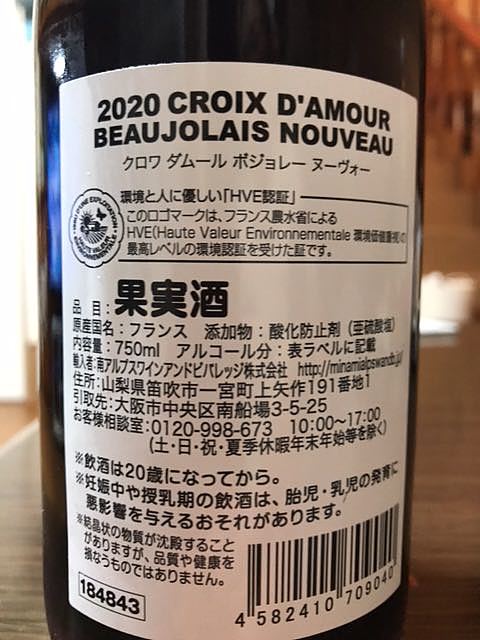 2020 CROIX D'AMOUR
BEAUJOLAIS NOUVEAU
クロワ ダムール ボジョレー ヌーヴォー
環境と人に優しい「HVE認証」
このロゴマークは、フランス農水省による
HVE(Haute Valeur Environnementale 環境価値重視)の
最高レベルの環境認証を受けた証です。
HAUTE VALEUR
ENVIRONNEMENTALE
品 目：果実酒
原産国名：フランス 添加物：酸化防止剤（亜硫酸塩）
内容量：750ml アルコール分：表ラベルに記載
輸入者：南アルプスワインアンドビバレッジ株式会社 http://minamialpswandb.jp/
住所：山梨県笛吹市一宮町上矢作191番地1
引取先：大阪市中央区南船場3-5-25
お客様相談室：0120-998-673 10:00〜17:00
(土・日・祝・夏季休暇年末年始等を除く)
※飲酒は20歳になってから。
※妊娠中や授乳期の飲酒は、胎児・乳児の発育に
悪影響を与えるおそれがあります。
※結晶状の物質が沈殿すること
がありますが、品質や健康を
損なうものではありません。
184843
4 582410 709040